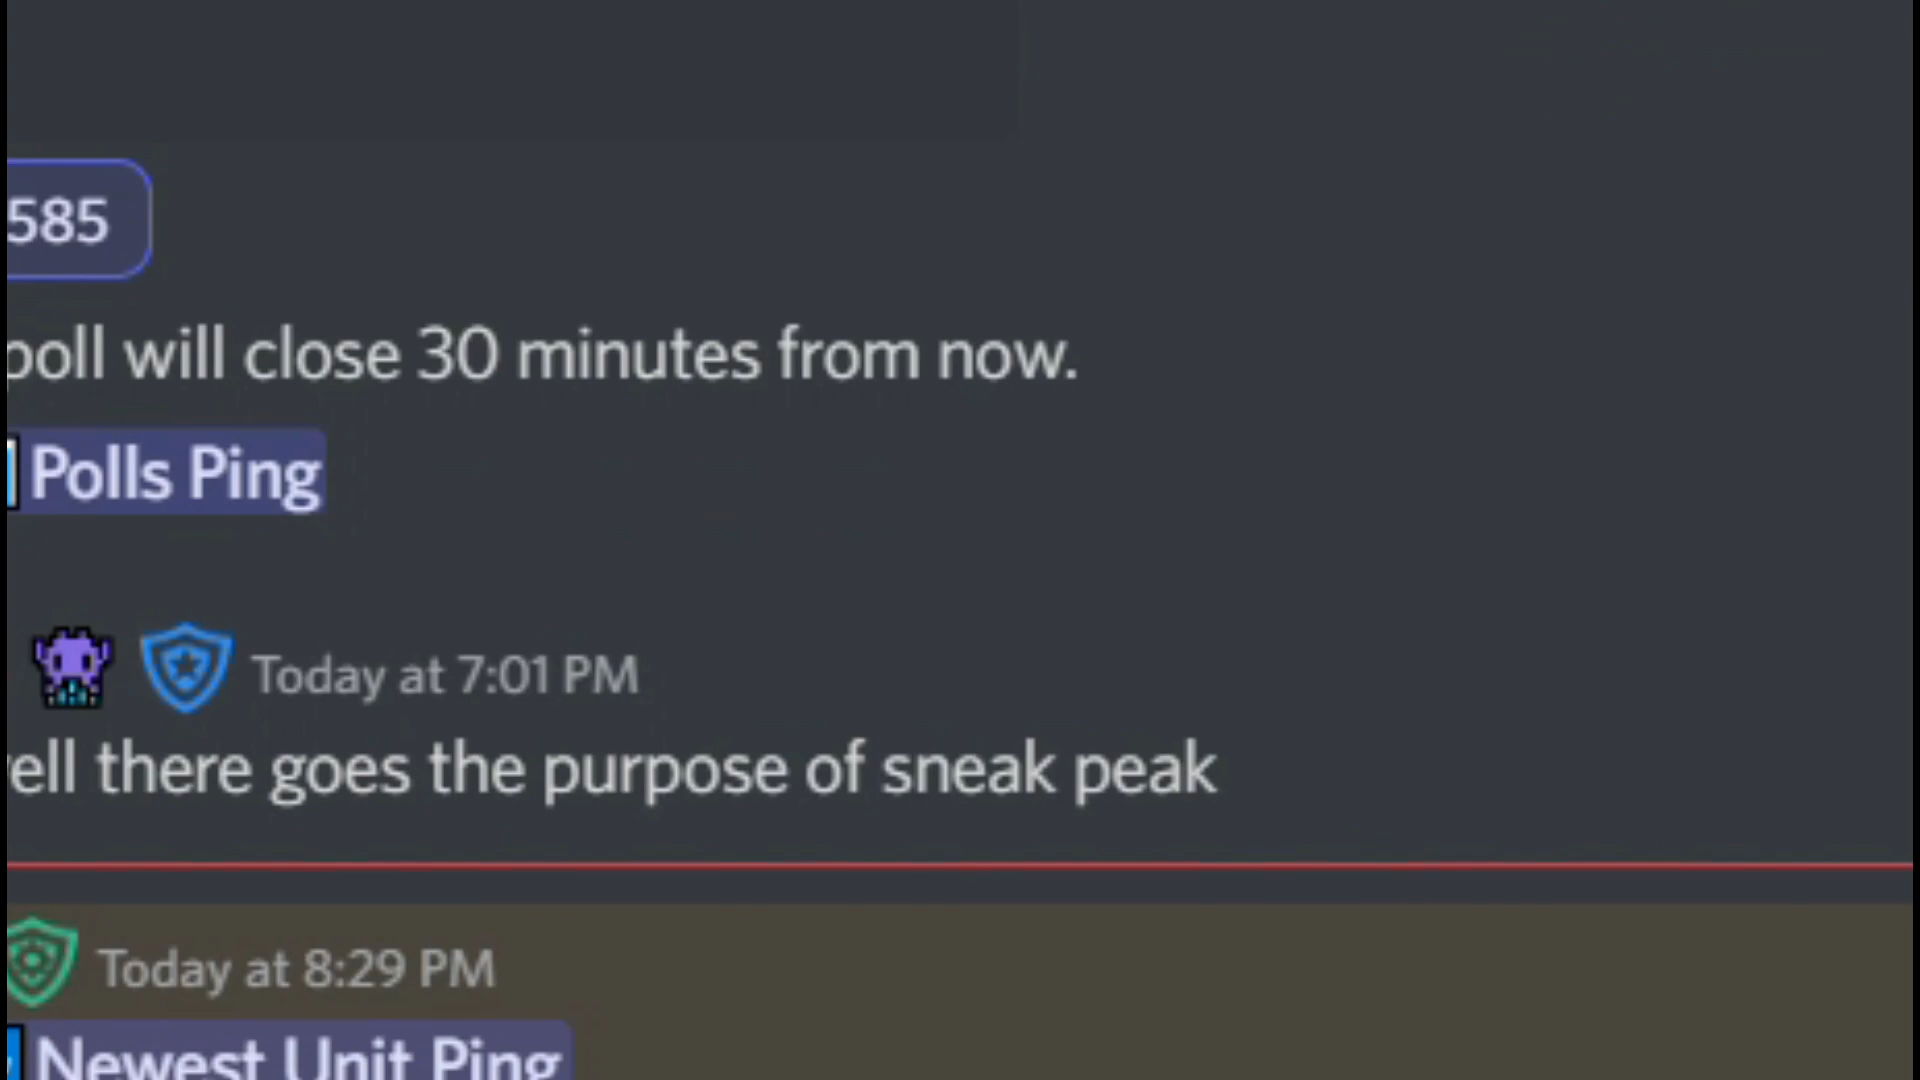 585
poll will close 30 minutes from now.
Polls Ping
Today at 7:01 PM
ell there goes the purpose of sneak peak
Today at 8:29 PM
Newest Unit Ping